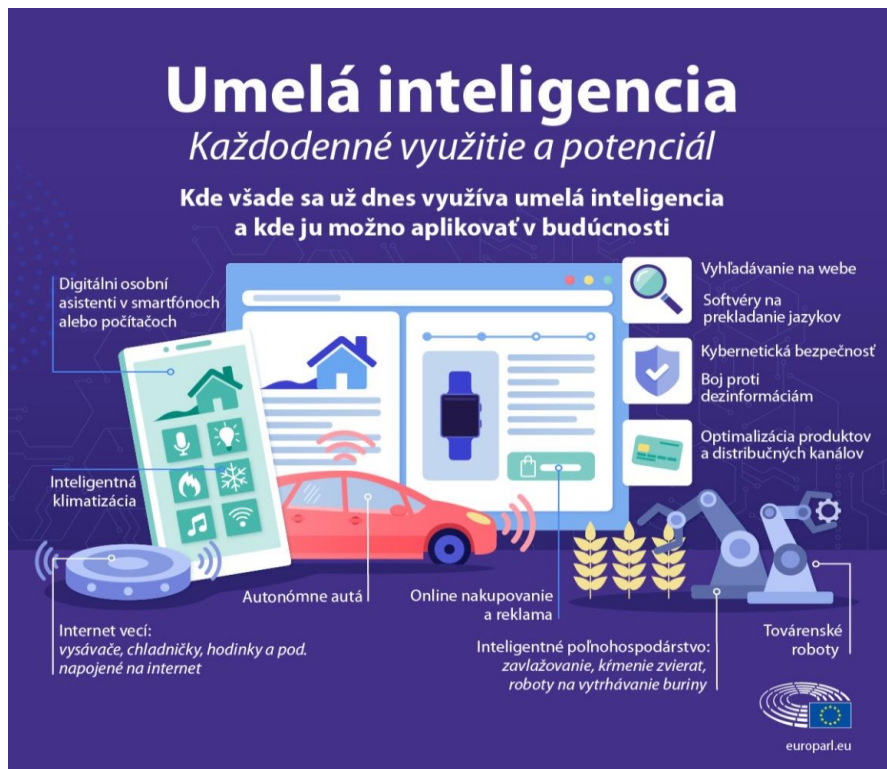 Umelá inteligencia
Každodenné využitie a potenciál
Kde všade sa už dnes využíva umelá inteligencia
a kde ju možno aplikovať v budúcnosti
Digitálni osobní
asistenti v smartfónoch
alebo počítačoch
Vyhľadávanie na webe
Softvéry na
prekladanie jazykov
Kybernetická bezpečnosť
Boj proti
dezinformáciám
Optimalizácia produktov
a distribučných kanálov
Inteligentná
klimatizácia
Autonómne autá
Online nakupovanie
a reklama
Internet vecí:
vysávače, chladničky, hodinky a pod.
napojené na internet
Inteligentné poľnohospodárstvo:
zavlažovanie, kŕmenie zvierat,
roboty na vytrhávanie buriny
Továrenské
roboty
europarl.eu